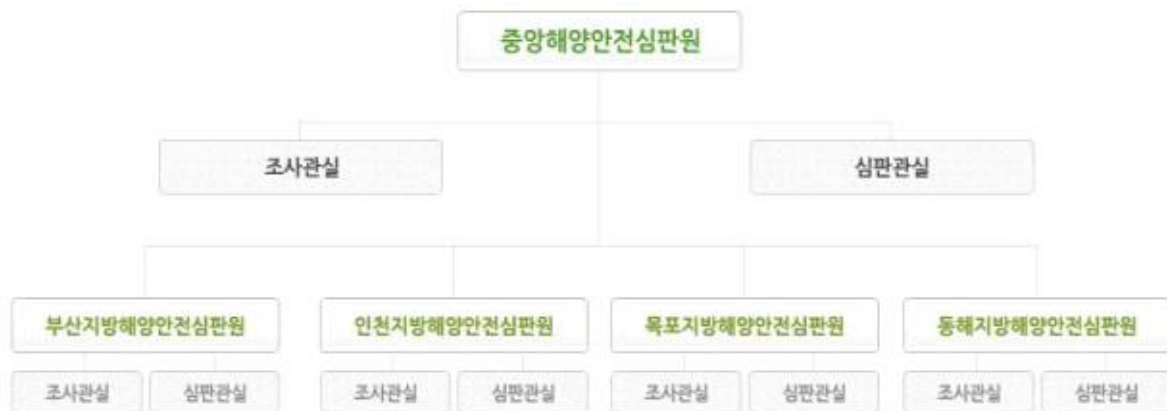 중앙해양안전심판원
조사관실 심판관실
부산지방해양안전심판원 인천지방해양안전심판원 목포지방해양안전심판원 동해지방해양안전심판원
조사관실 심판관실 조사관실 심판관실 조사관실 심판관실 조사관실 심판관실